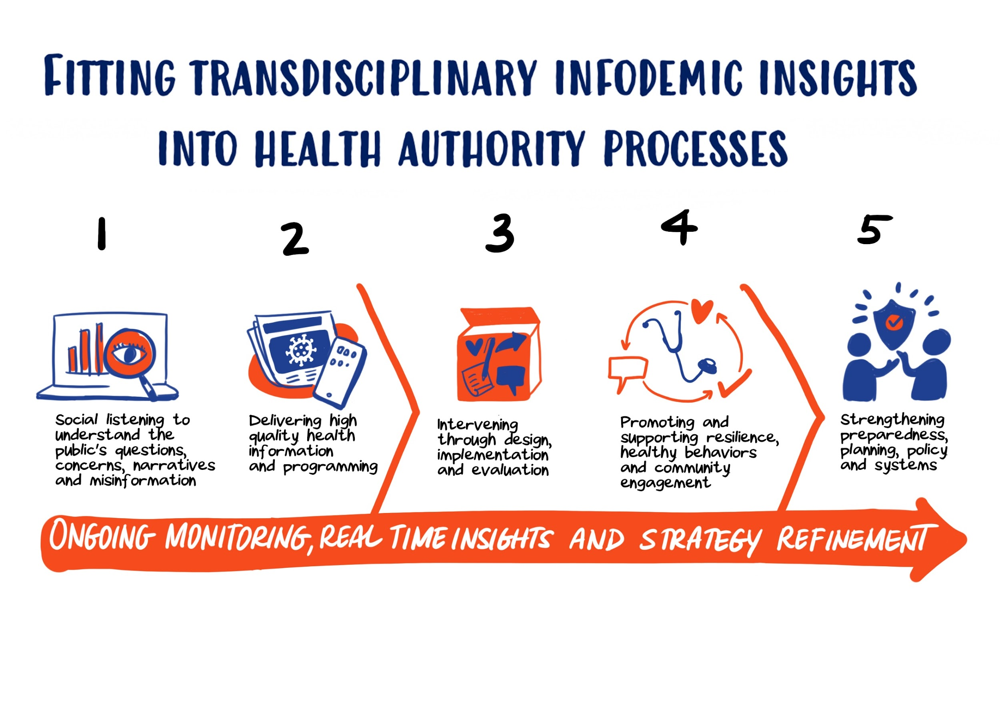 FITTING TRANSDISCIPLINARY INFODEMIC INSIGHTS
INTO HEALTH AUTHORITY PROCESSES
1
2
3
4
5
Social listening to
understand the
public's questions,
concerns, narratives
and misinformation
Delivering high
quality health
information
and programming
Intervening
through design,
implementation
and evaluation
Promoting and
supporting resilience,
healthy behaviors
and community
engagement
Strengthening
preparedness,
planning, policy
and systems
ONGOING MONITORING, REAL TIME INSIGHTS AND STRATEGY REFINEMENT